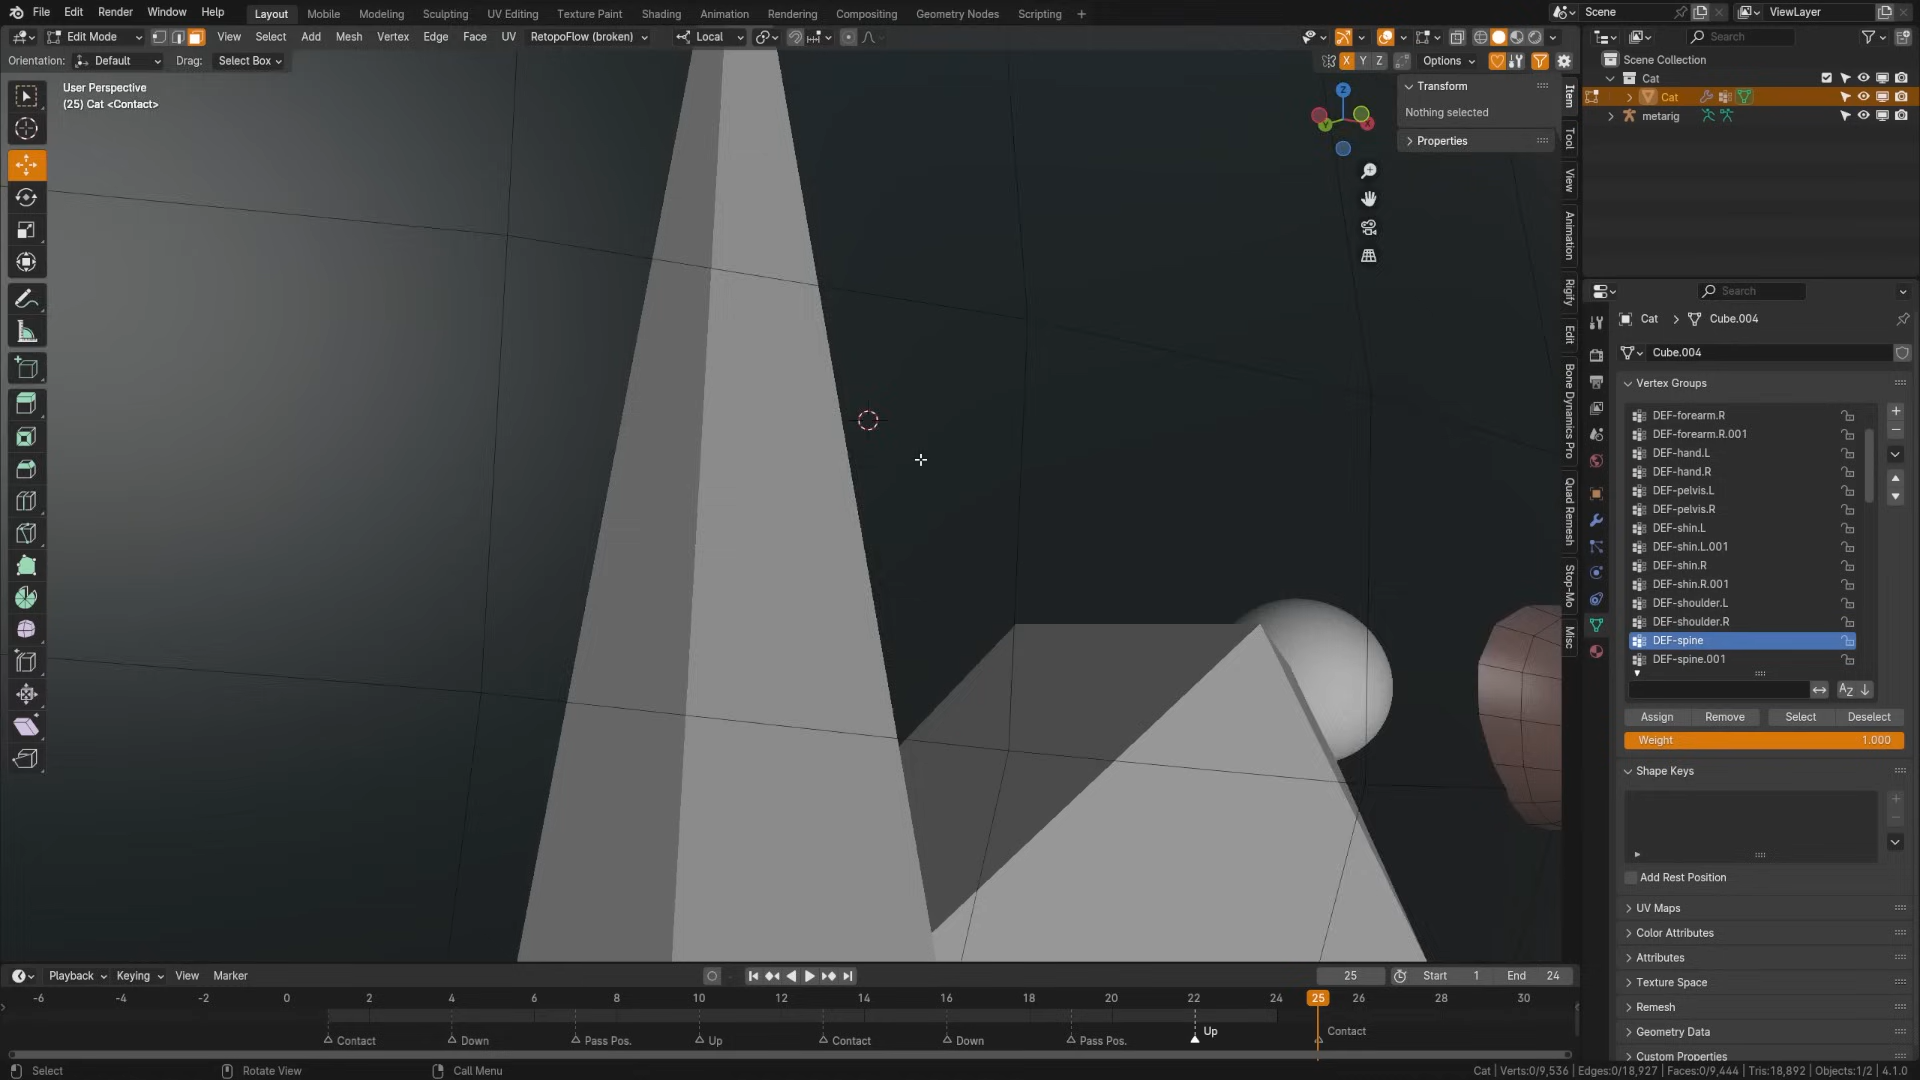 File Edit Render Window Help Layout Mobile Modeling Sculpting UV Editing Texture Paint Shading Animation Rendering Compositing Geometry Nodes Scripting + Scene ViewLayer
Edit Mode View Select Add Mesh Vertex Edge Face UV RetopoFlow (broken) Local Search
Orientation: Default Drag: Select Box X Y Z Options Scene Collection
User Perspective
(25) Cat <Contact>
Transform
Nothing selected
Properties
Z
Y
X
Item
Tool
View
Animation
Rigify
Edit
Bone Dynamics Pro
Quad Remesh
Stop-Mo
Misc
Cat
Cat
metarig
Search
Cat > Cube.004
Cube.004
Vertex Groups
DEF-forearm.R
DEF-forearm.R.001
DEF-hand.L
DEF-hand.R
DEF-pelvis.L
DEF-pelvis.R
DEF-shin.L
DEF-shin.L.001
DEF-shin.R
DEF-shin.R.001
DEF-shoulder.L
DEF-shoulder.R
DEF-spine
DEF-spine.001
Assign Remove Select Deselect
Weight 1.000
Shape Keys
Add Rest Position
UV Maps
Color Attributes
Attributes
Texture Space
Remesh
Geometry Data
Custom Properties
Playback Keying View Marker 25 Start 1 End 24
-6 -4 -2 0 2 4 6 8 10 12 14 16 18 20 22 24 25 26 28 30
Contact Down Pass Pos. Up Contact Down Pass Pos. Up Contact
Select Rotate View Call Menu Cat | Verts:0/9,536 | Edges:0/18,927 | Faces:0/9,444 | Tris:18,892 | Objects:1/2 | 4.1.0